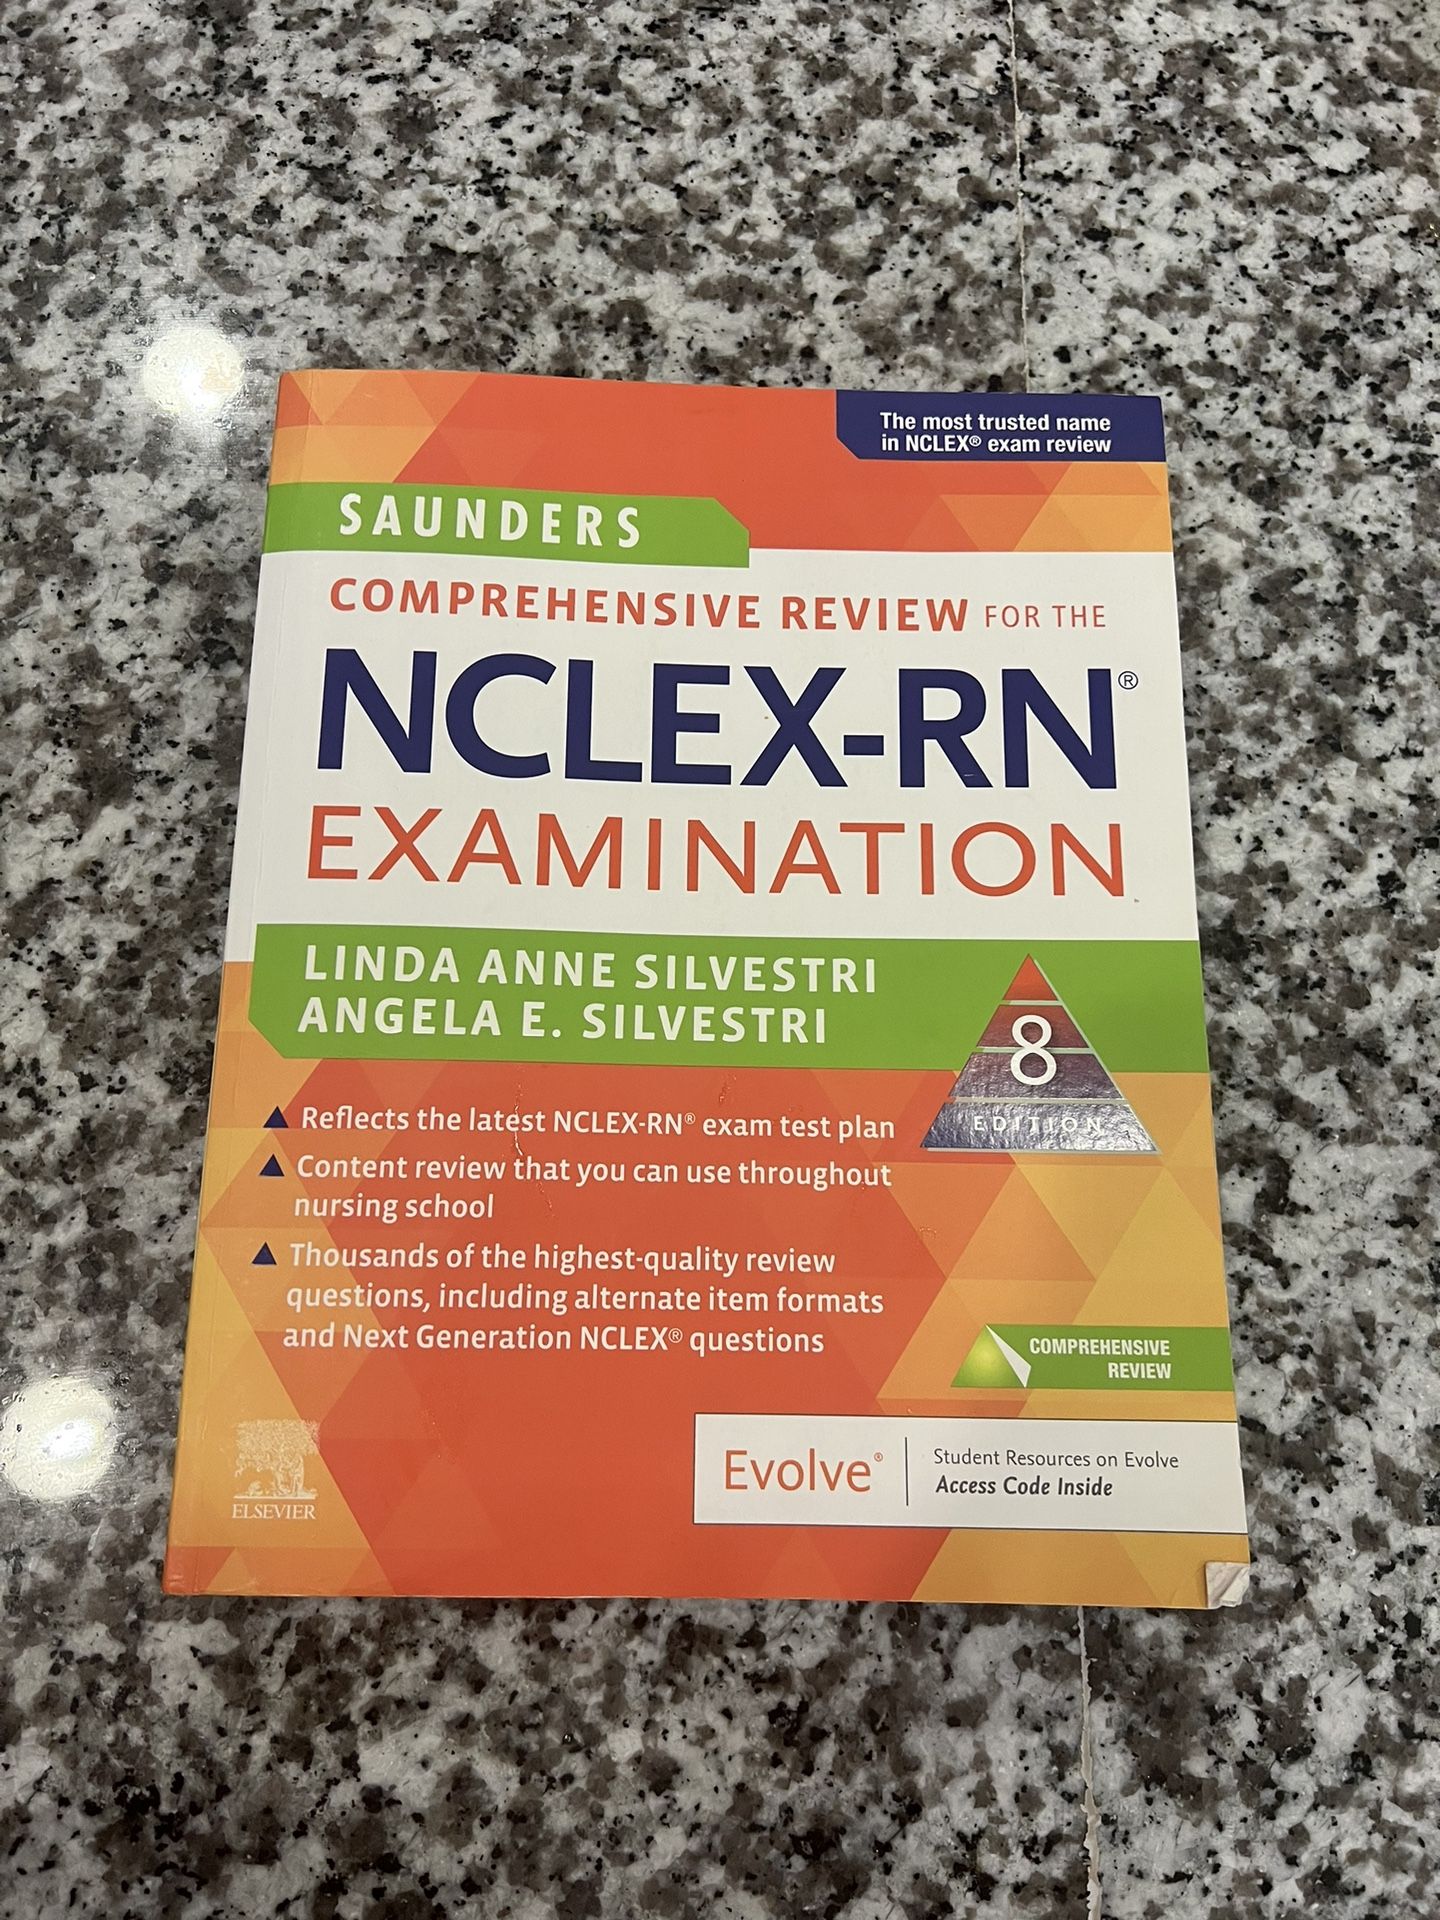 The most trusted name
in NCLEX® exam review
SAUNDERS
COMPREHENSIVE REVIEW FOR THE
NCLEX-RN®
EXAMINATION
LINDA ANNE SILVESTRI
ANGELA E. SILVESTRI
8
EDITION
▲ Reflects the latest NCLEX-RN® exam test plan
▲ Content review that you can use throughout
nursing school
▲ Thousands of the highest-quality review
questions, including alternate item formats
and Next Generation NCLEX® questions
COMPREHENSIVE
REVIEW
Evolve®
Student Resources on Evolve
Access Code Inside
ELSEVIER